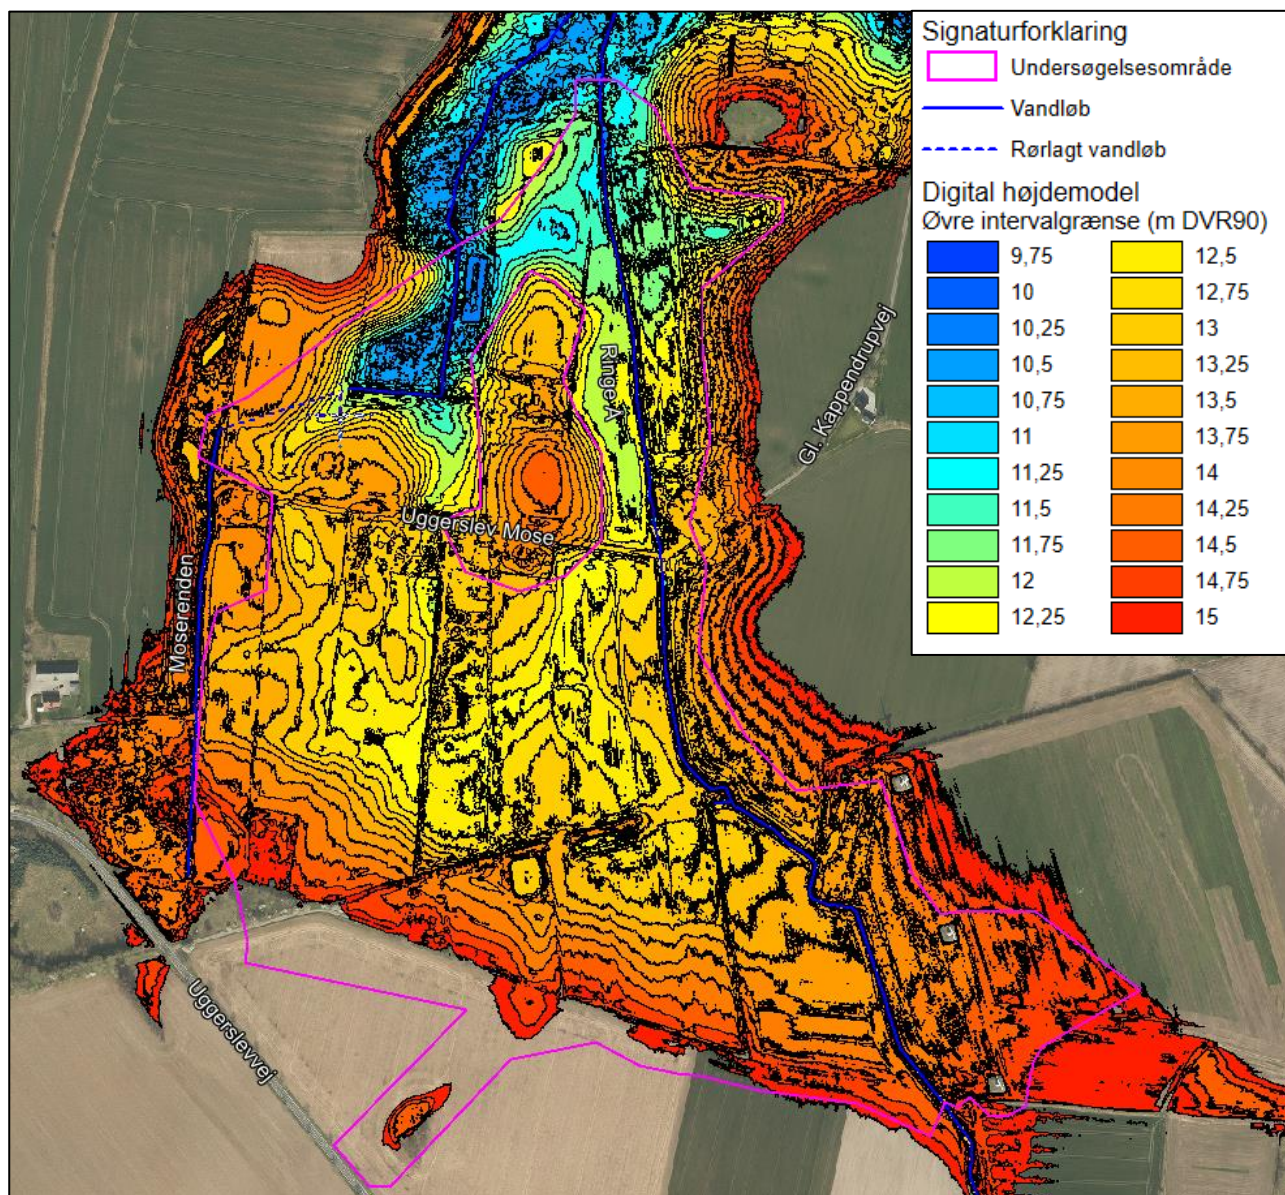 Signaturforklaring
Undersøgelsesområde
Vandløb
Rørlagt vandløb
Digital højdemodel
Øvre intervalgrænse (m DVR90)
9,75
12,5
10
12,75
10,25
13
10,5
13,25
10,75
13,5
11
13,75
11,25
14
11,5
14,25
11,75
14,5
12
14,75
12,25
15
Gl. Kappendrupvej
Ringe Å
Uggerslev Mose
Moserenden
Uggerslevvej